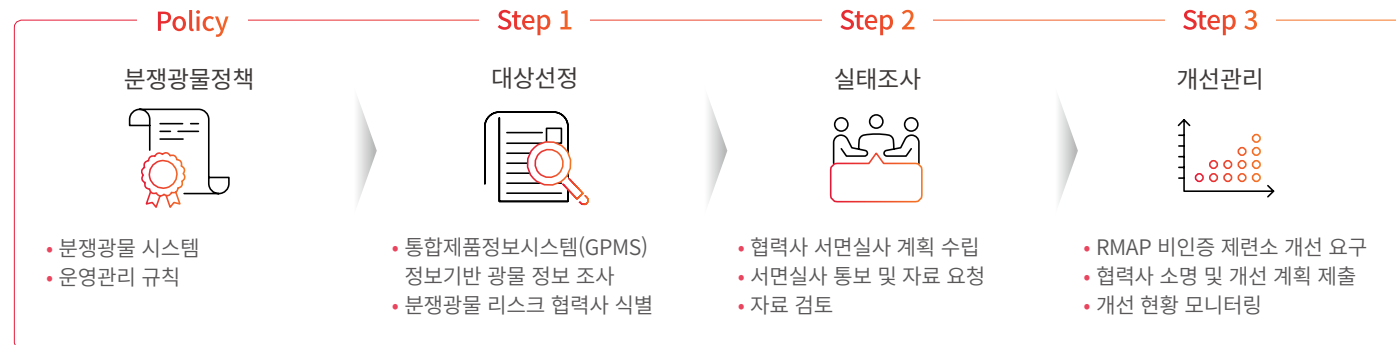 Policy
분쟁광물정책
• 분쟁광물 시스템
• 운영관리 규칙
Step 1
대상선정
• 통합제품정보시스템(GPMS)
정보기반 광물 정보 조사
• 분쟁광물 리스크 협력사 식별
Step 2
실태조사
• 협력사 서면실사 계획 수립
• 서면실사 통보 및 자료 요청
• 자료 검토
Step 3
개선관리
• RMAP 비인증 제련소 개선 요구
• 협력사 소명 및 개선 계획 제출
• 개선 현황 모니터링